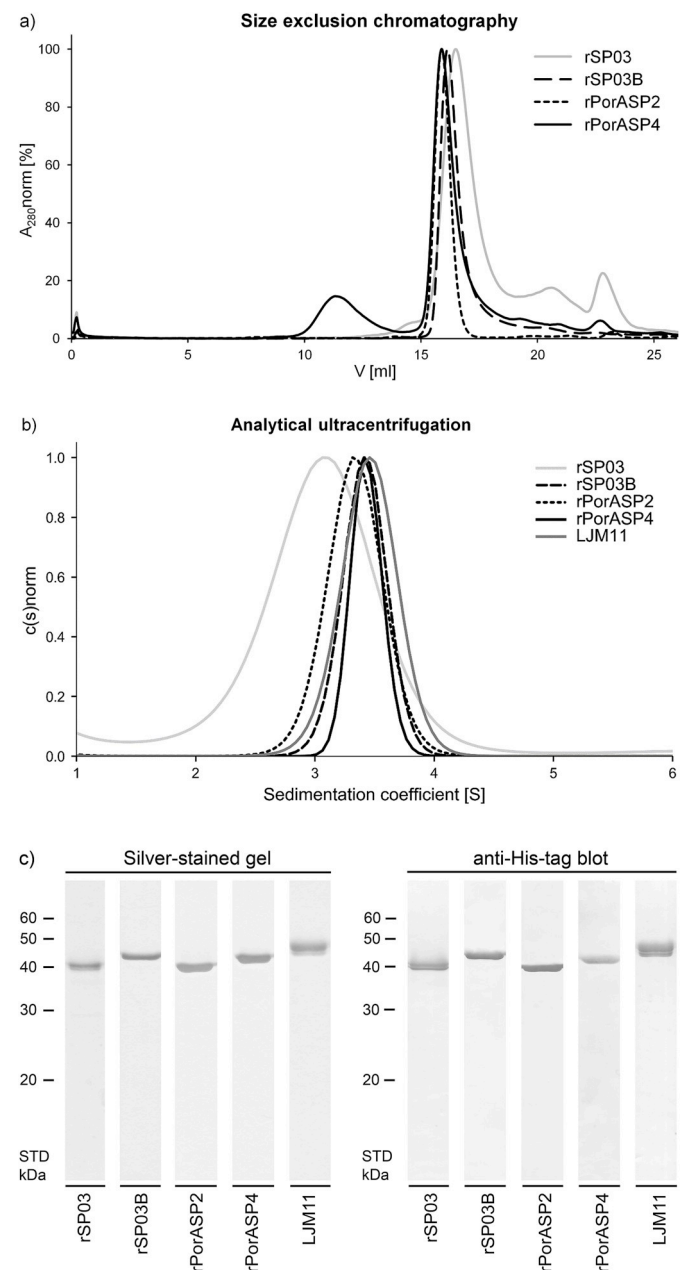 a)
Size exclusion chromatography
rSP03
rSP03B
rPorASP2
rPorASP4
A280norm [%]
100
80
60
40
20
0
0 5 10 15 20 25
V [ml]
b)
Analytical ultracentrifugation
rSP03
rSP03B
rPorASP2
rPorASP4
LJM11
c(s)norm
1.0
0.8
0.6
0.4
0.2
0.0
1 2 3 4 5 6
Sedimentation coefficient [S]
c)
Silver-stained gel
60
50
40
30
20
STD
kDa
rSP03
rSP03B
rPorASP2
rPorASP4
LJM11
anti-His-tag blot
60
50
40
30
20
STD
kDa
rSP03
rSP03B
rPorASP2
rPorASP4
LJM11